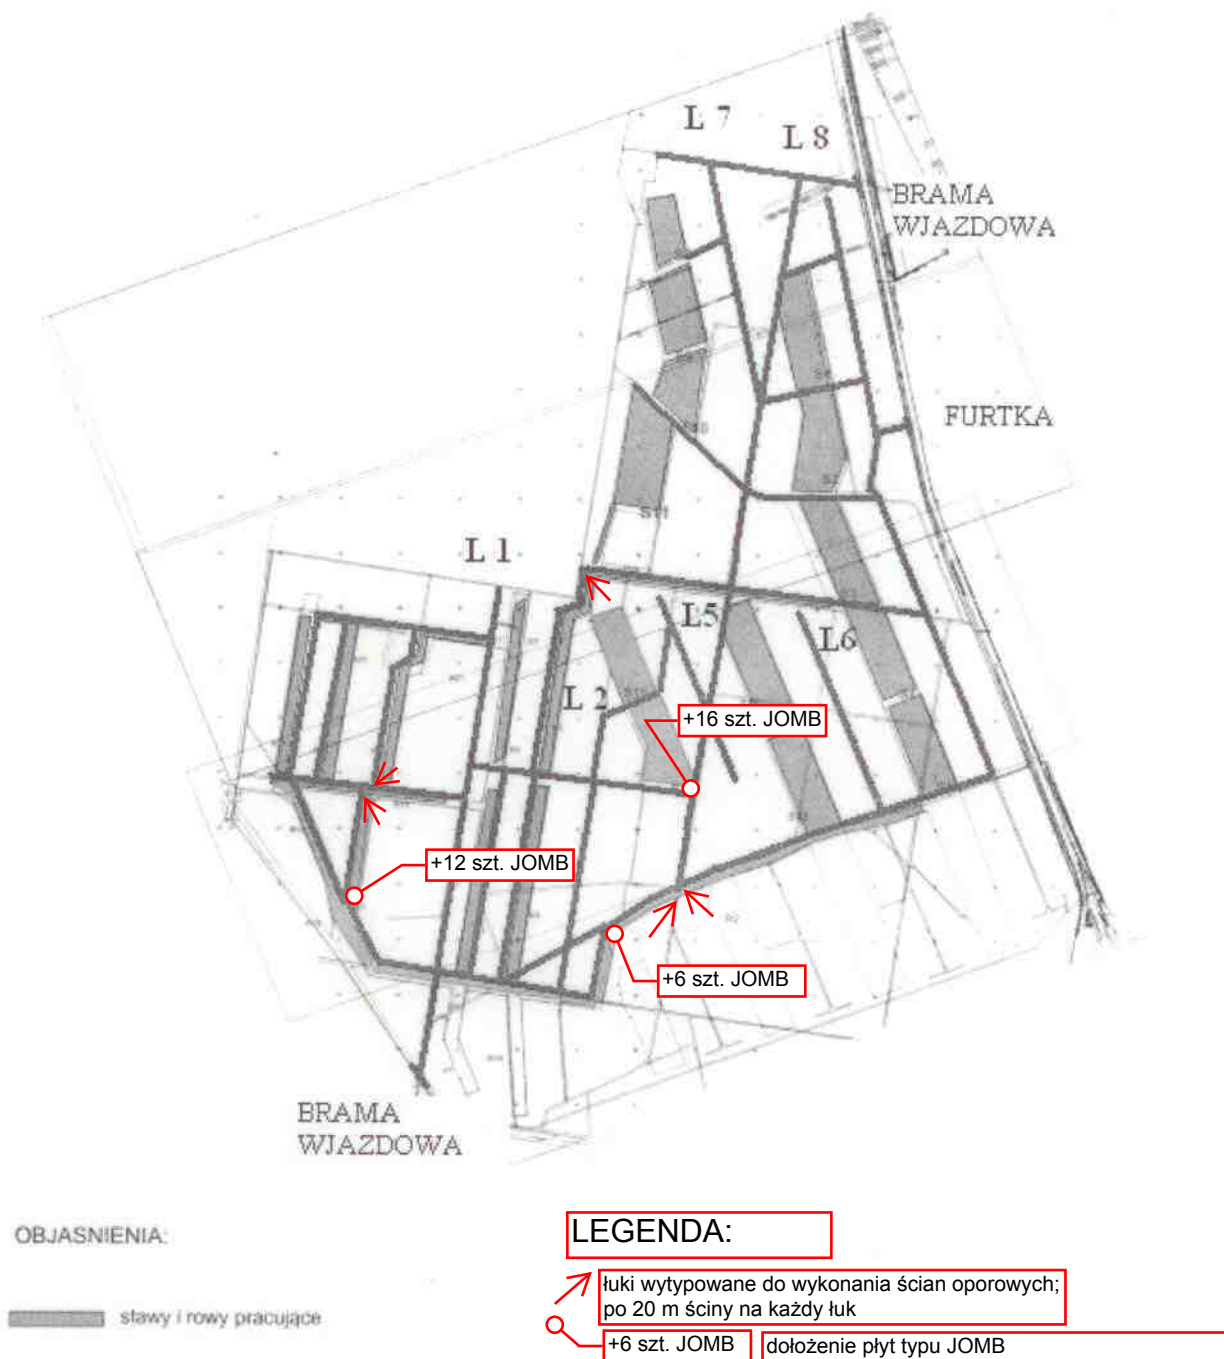 L 7
L 8
BRAMA
WJAZDOWA
FURTKA
L 1
L5
L6
L 2
+16 szt. JOMB
+12 szt. JOMB
+6 szt. JOMB
BRAMA
WJAZDOWA
OBJASNIENIA:
stawy i rowy pracujące
LEGENDA:
łuki wytypowane do wykonania ścian oporowych;
po 20 m ściny na każdy łuk
+6 szt. JOMB
dołożenie płyt typu JOMB